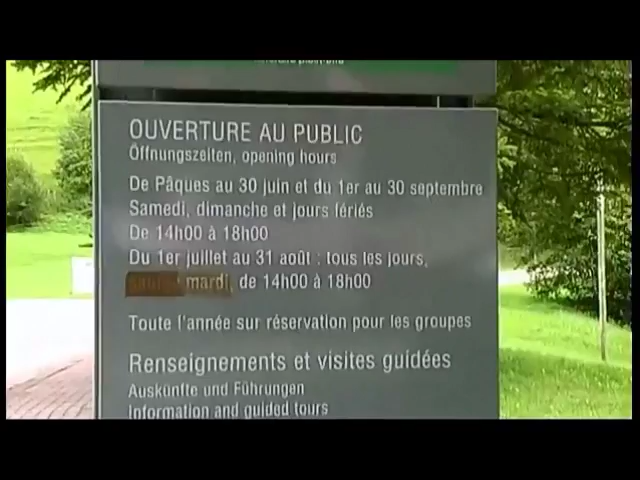 OUVERTURE AU PUBLIC
Öffnungszeiten, opening hours
De Pâques au 30 juin et du 1er au 30 septembre
Samedi, dimanche et jours fériés
De 14h00 à 18h00
Du 1er juillet au 31 août : tous les jours,
mardi, de 14h00 à 18h00
Toute l'année sur réservation pour les groupes
Renseignements et visites guidées
Auskünfte und Führungen
Information and guided tours